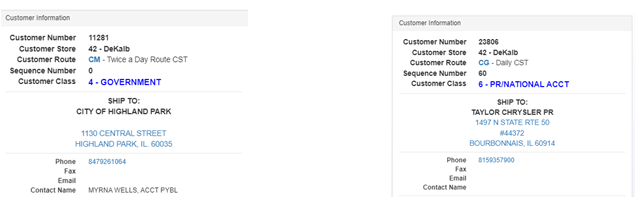 Customer Information
Customer Number 11281
Customer Store 42 - DeKalb
Customer Route CM - Twice a Day Route CST
Sequence Number 0
Customer Class 4 - GOVERNMENT
SHIP TO:
CITY OF HIGHLAND PARK
1130 CENTRAL STREET
HIGHLAND PARK, IL 60035
Phone 8479261064
Fax
Email
Contact Name MYRNA WELLS, ACCT PYBL
Customer Information
Customer Number 23806
Customer Store 42 - DeKalb
Customer Route CG - Daily CST
Sequence Number 60
Customer Class 6 - PR/NATIONAL ACCT
SHIP TO:
TAYLOR CHRYSLER PR
1497 N STATE RTE 50
#44372
BOURBONNAIS, IL 60914
Phone 8159357900
Fax
Email
Contact Name